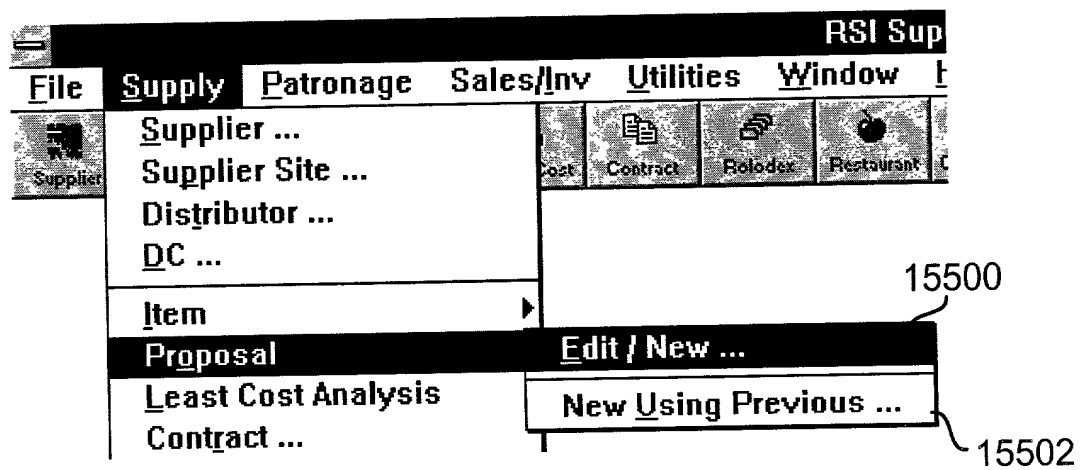 RSI Sup
File Supply Patronage Sales/Inv Utilities Window H
Supplier Cost Contract Rolodex Restaurant
Supplier ...
Supplier Site ...
Distributor ...
DC ...
Item
Proposal
Least Cost Analysis
Contract ...
Edit / New ...
New Using Previous ...
15500
15502